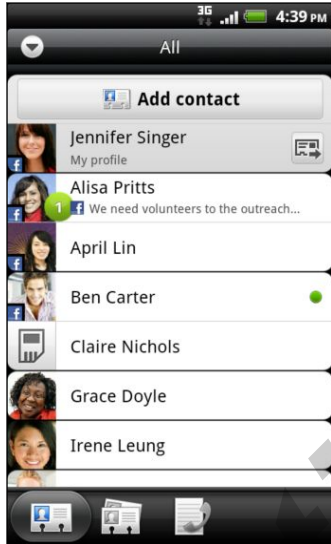 3G
4:39 PM
All
Add contact
Jennifer Singer
My profile
Alisa Pritts
1
f We need volunteers to the outreach...
April Lin
Ben Carter
Claire Nichols
Grace Doyle
Irene Leung